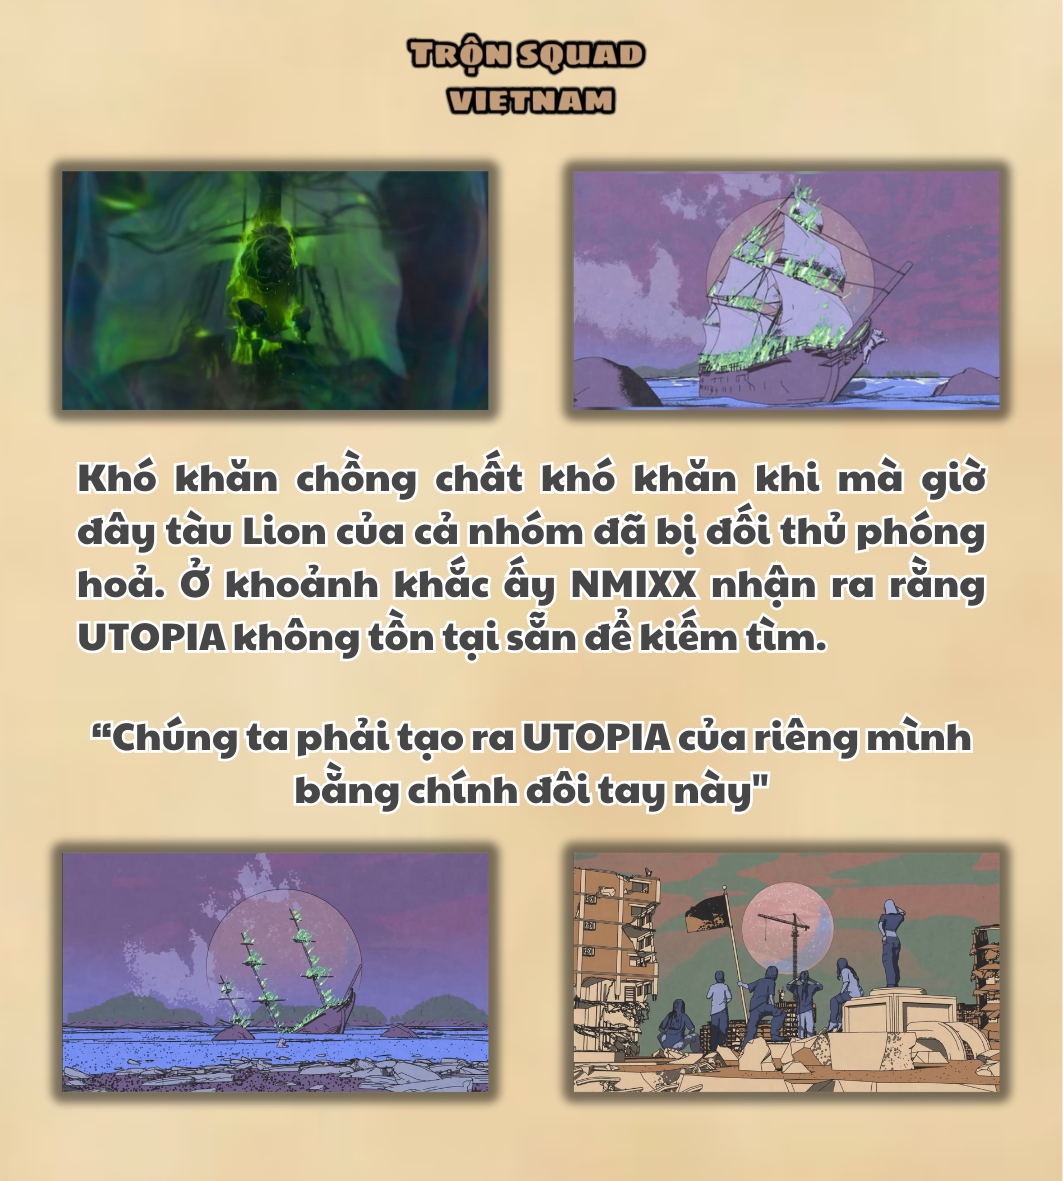 TRỘN SQUAD
VIETNAM
Khó khăn chồng chất khó khăn khi mà giờ
đây tàu Lion của cả nhóm đã bị đối thủ phóng
hoả. Ở khoảnh khắc ấy NMIXX nhận ra rằng
UTOPIA không tồn tại sẵn để kiếm tìm.
“Chúng ta phải tạo ra UTOPIA của riêng mình
bằng chính đôi tay này"